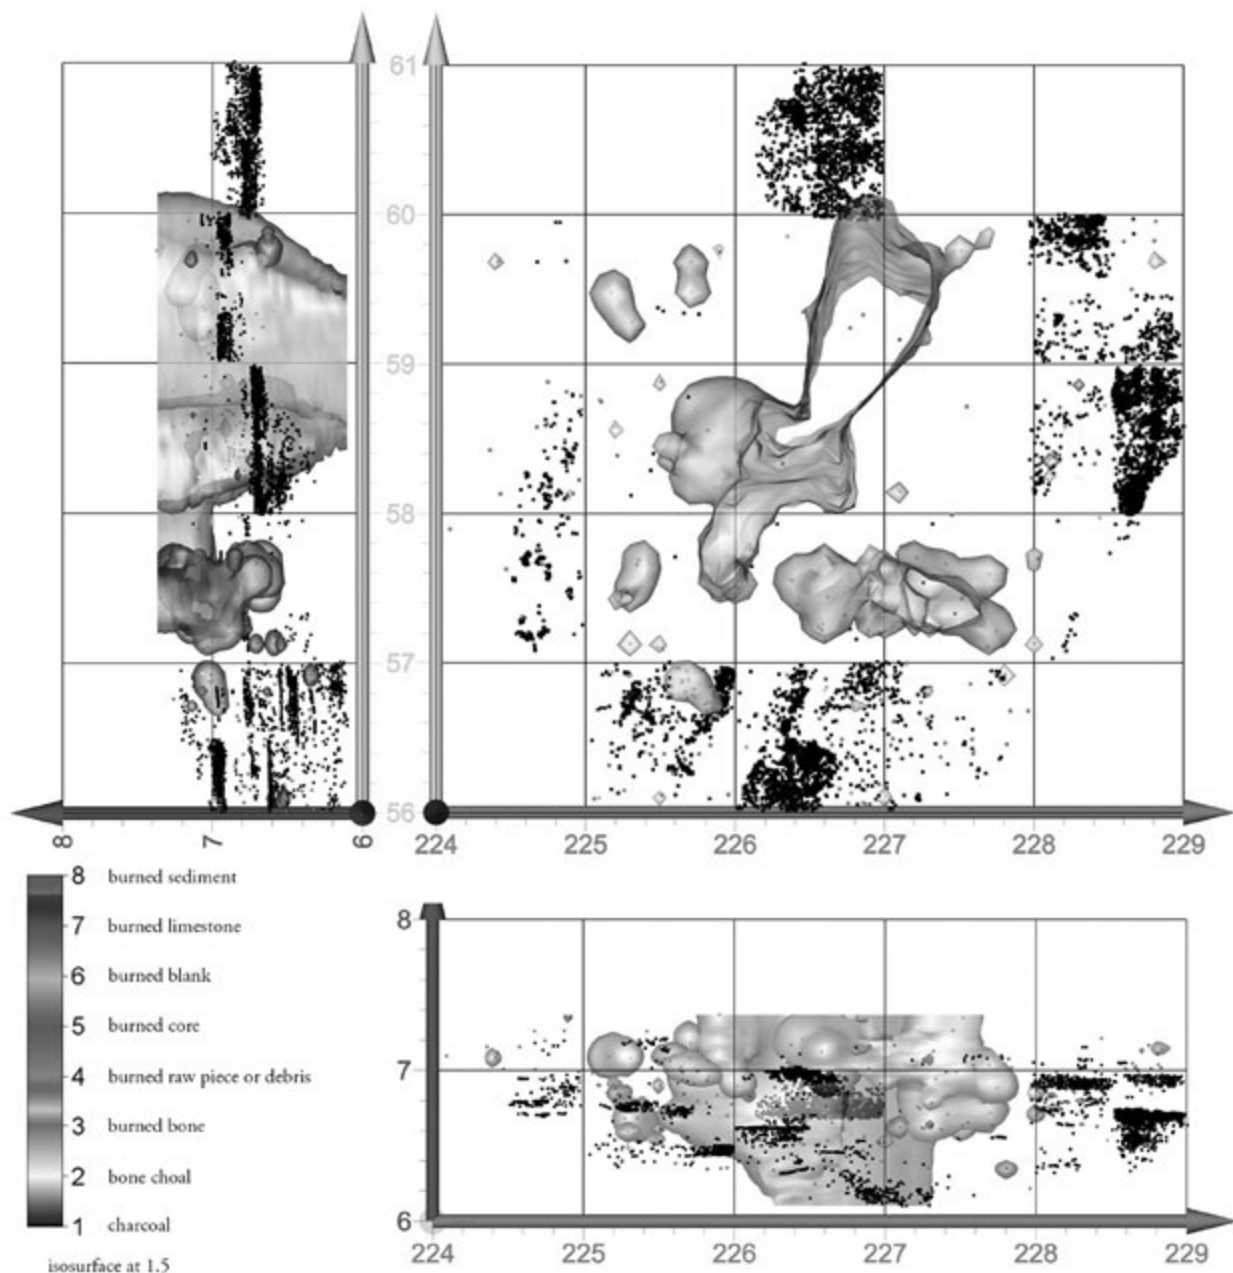 61
60
59
58
57
56
8 7 6
224 225 226 227 228 229
8 burned sediment
7 burned limestone
6 burned blank
5 burned core
4 burned raw piece or debris
3 burned bone
2 bone choal
1 charcoal
isosurface at 1.5
8
7
6
224 225 226 227 228 229